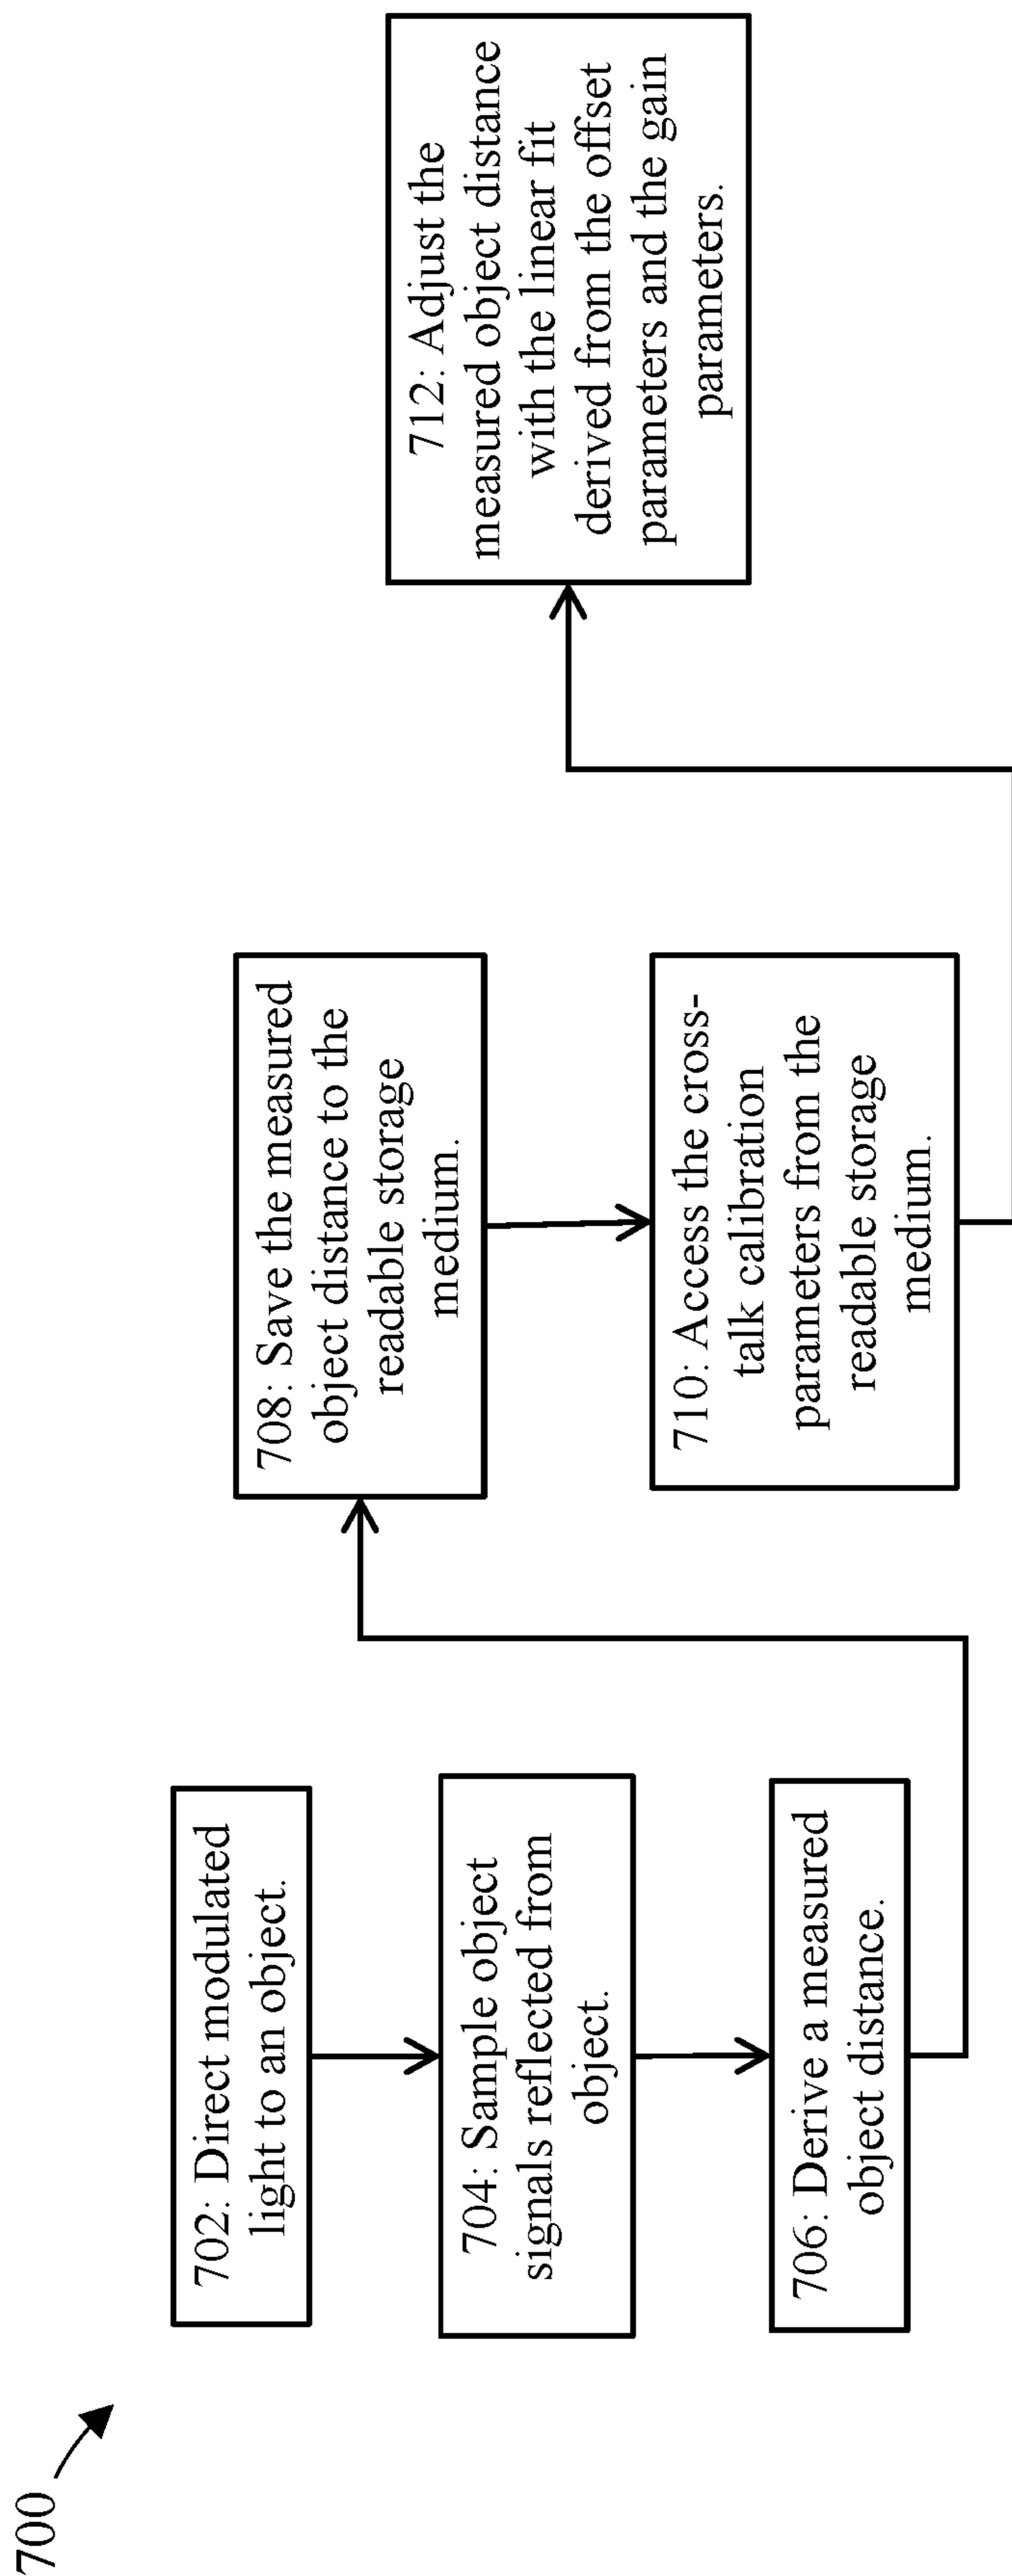 700
702: Direct modulated
light to an object.
704: Sample object
signals reflected from
object.
706: Derive a measured
object distance.
708: Save the measured
object distance to the
readable storage
medium.
710: Access the cross-
talk calibration
parameters from the
readable storage
medium.
712: Adjust the
measured object distance
with the linear fit
derived from the offset
parameters and the gain
parameters.